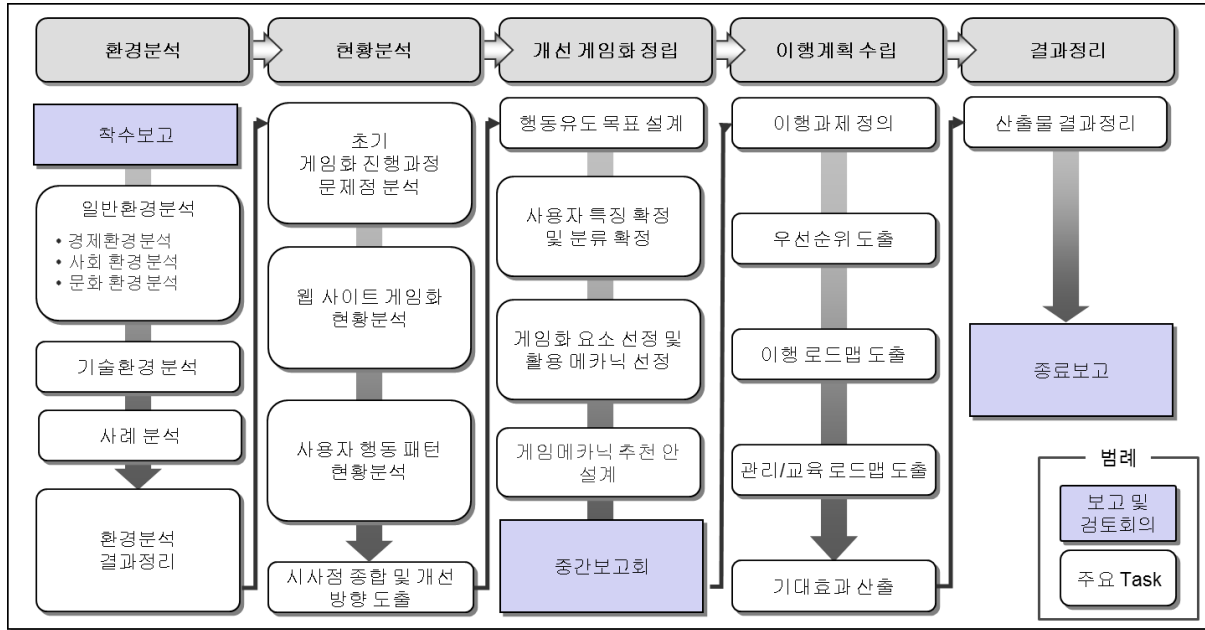 환경분석
현황분석
개선 게임화 정립
이행계획 수립
결과정리
착수보고
일반환경분석
• 경제환경분석
• 사회 환경분석
• 문화 환경분석
기술환경 분석
사례 분석
환경분석
결과정리
초기
게임화 진행과정
문제점 분석
웹 사이트 게임화
현황분석
사용자 행동 패턴
현황분석
시사점 종합 및 개선
방향 도출
행동유도 목표 설계
사용자 특징 확정
및 분류 확정
게임화 요소 선정 및
활용 메카닉 선정
게임메카닉 추천 안
설계
중간보고회
이행과제 정의
우선순위 도출
이행 로드맵 도출
관리/교육 로드맵 도출
기대효과 산출
산출물 결과정리
종료보고
범례
보고 및
검토회의
주요 Task